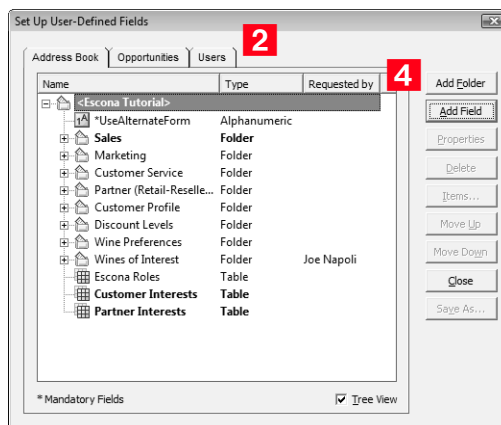 Set Up User-Defined Fields
Address Book Opportunities Users 2
Name Type Requested by 4
<Escona Tutorial>
*UseAlternateForm Alphanumeric
Sales Folder
Marketing Folder
Customer Service Folder
Partner (Retail-Reselle... Folder
Customer Profile Folder
Discount Levels Folder
Wine Preferences Folder
Wines of Interest Folder Joe Napoli
Escona Roles Table
Customer Interests Table
Partner Interests Table
* Mandatory Fields Tree View
Add Folder
Add Field
Properties
Delete
Items...
Move Up
Move Down
Close
Save As...